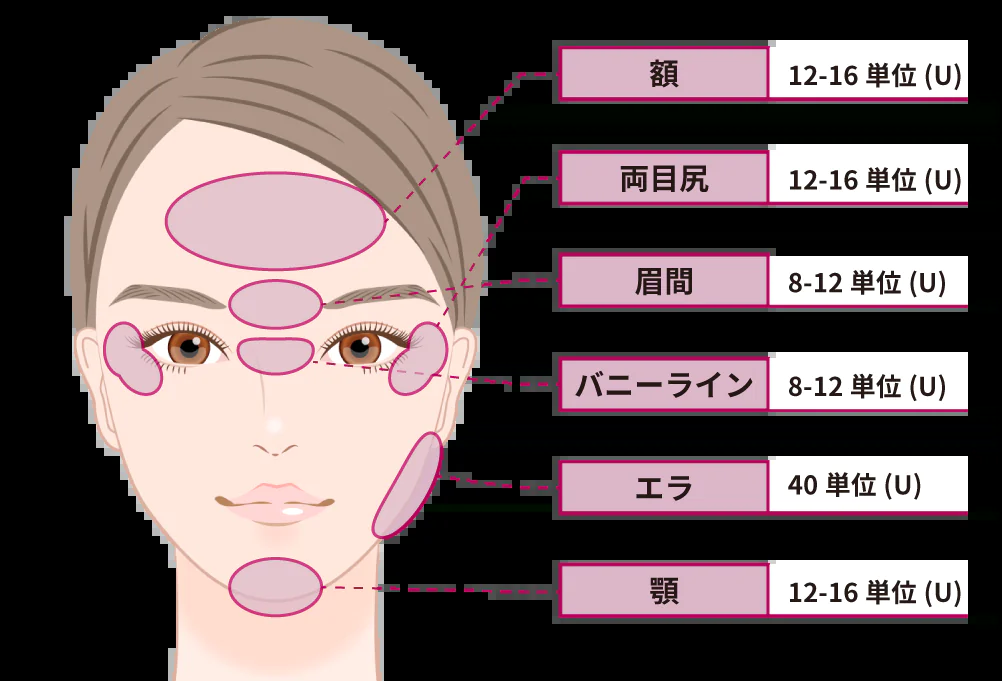 額 12-16 単位 (U)
両目尻 12-16 単位 (U)
眉間 8-12 単位 (U)
バニーライン 8-12 単位 (U)
エラ 40 単位 (U)
顎 12-16 単位 (U)